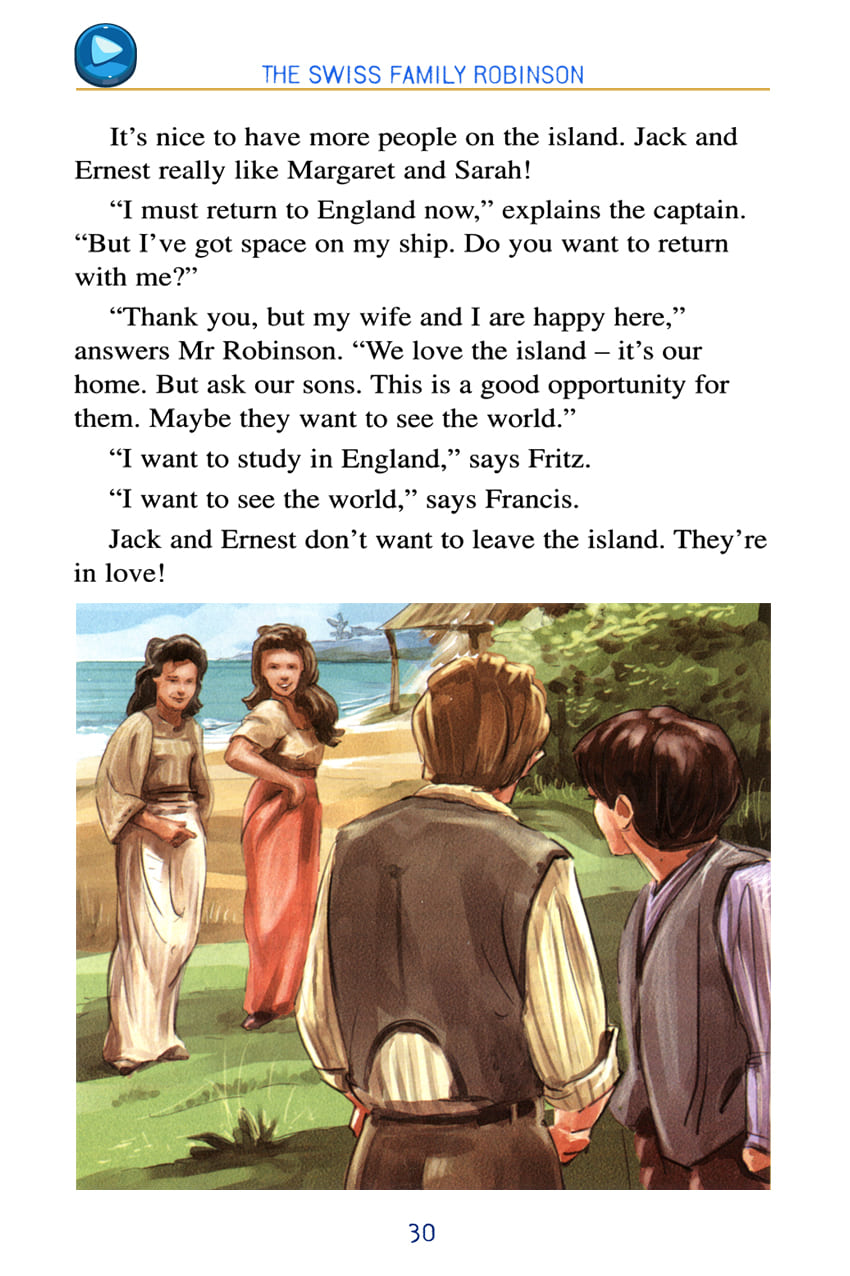 THE SWISS FAMILY ROBINSON
It’s nice to have more people on the island. Jack and
Ernest really like Margaret and Sarah!
“I must return to England now,” explains the captain.
“But I’ve got space on my ship. Do you want to return
with me?”
“Thank you, but my wife and I are happy here,”
answers Mr Robinson. “We love the island – it’s our
home. But ask our sons. This is a good opportunity for
them. Maybe they want to see the world.”
“I want to study in England,” says Fritz.
“I want to see the world,” says Francis.
Jack and Ernest don’t want to leave the island. They’re
in love!
30